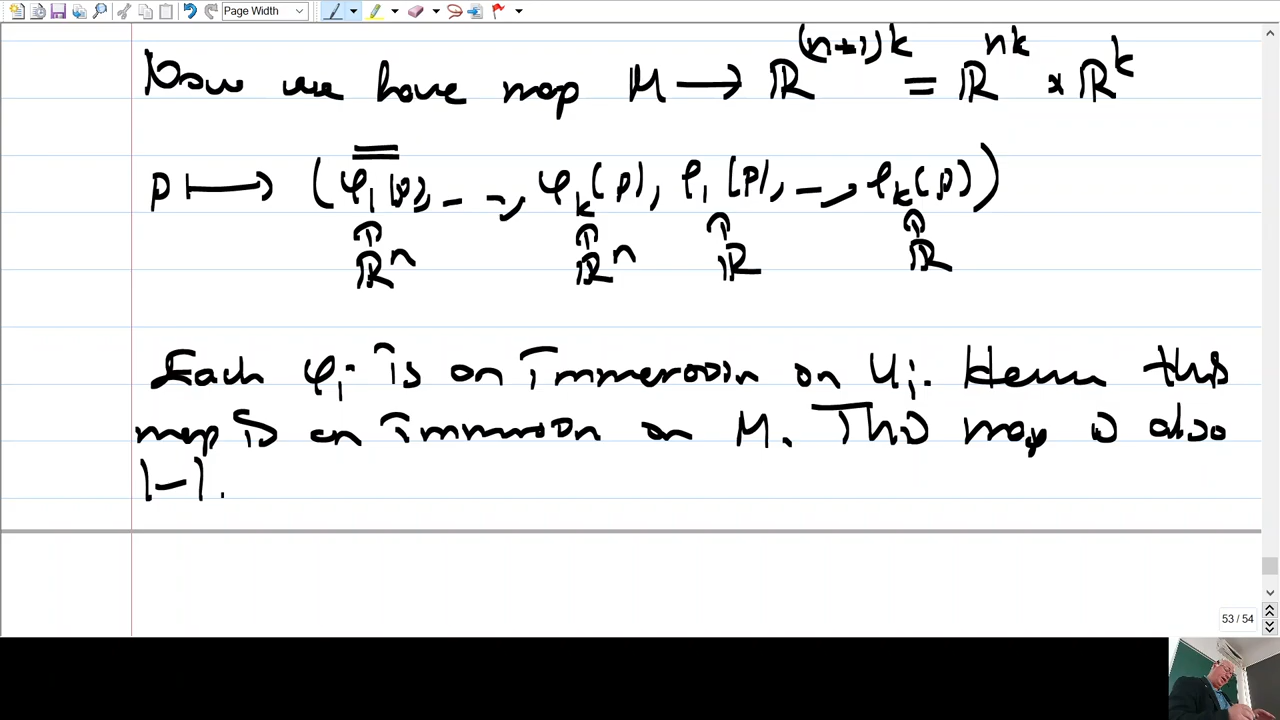 Page Width
Now we have map M ⟶ ℝ^{(n+1)k} = ℝ^{nk} × ℝ^k
p ⟼ (φ_1(p), - -, φ_k(p), ρ_1(p), -, ρ_k(p))
ℝ^n ℝ^n ℝ ℝ
Each φ_i is an immersion on U_i. Hence this
map is an immersion on M. This map is also
1-1.
53 / 54